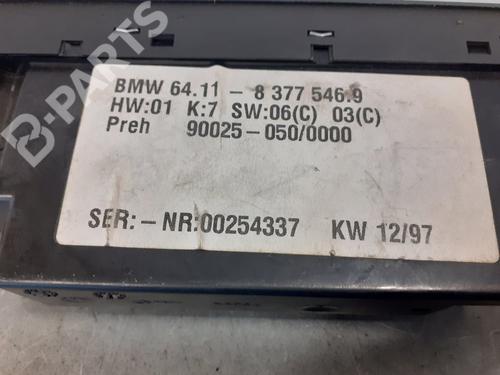 B-PARTS
BMW 64.11 - 8 377 546.9
HW:01 K:7 SW:06(C) 03(C)
Preh 90025-050/0000
SER:-NR:00254337 KW 12/97